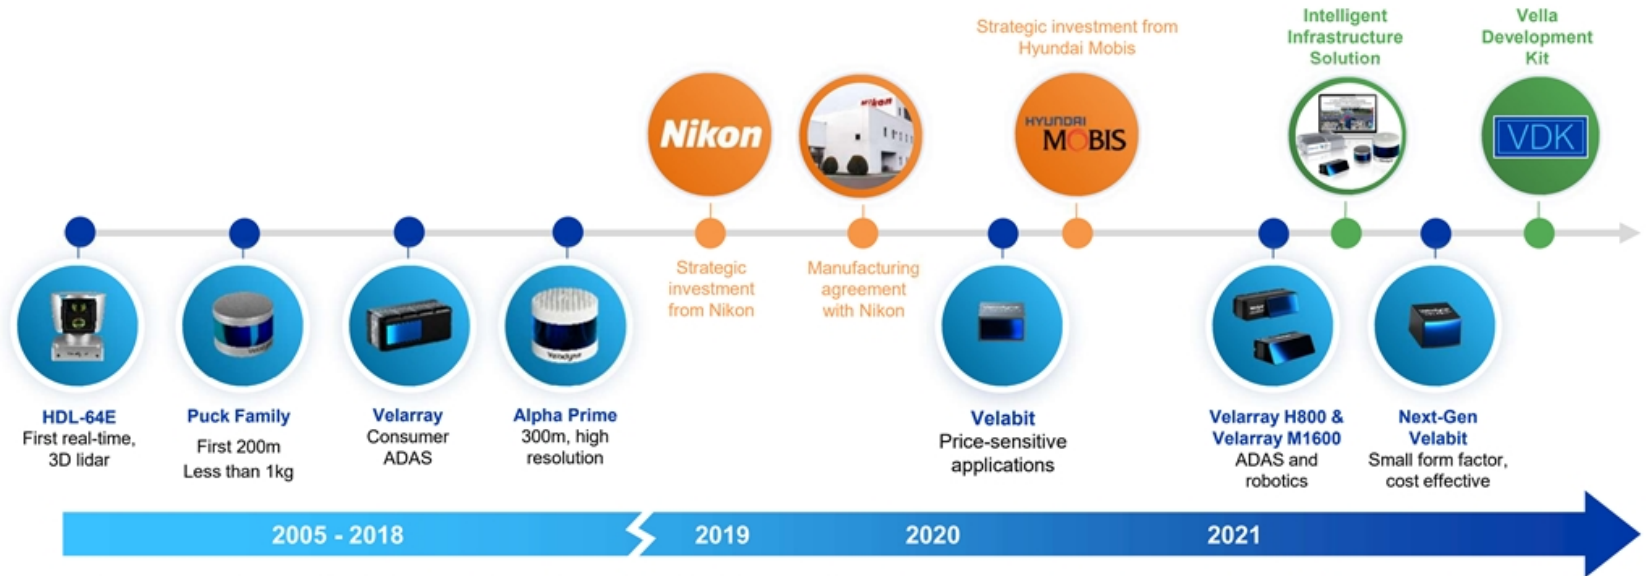 Strategic investment from
Hyundai Mobis
Intelligent
Infrastructure
Solution
Vella
Development
Kit
Nikon
Nikon
HYUNDAI
MOBIS
VDK
Strategic
investment
from Nikon
Manufacturing
agreement
with Nikon
Velodyne
HDL-64E
First real-time,
3D lidar
Puck Family
First 200m
Less than 1kg
Velarray
Consumer
ADAS
Alpha Prime
300m, high
resolution
Velabit
Price-sensitive
applications
Velarray H800 &
Velarray M1600
ADAS and
robotics
Next-Gen
Velabit
Small form factor,
cost effective
2005 - 2018
2019
2020
2021